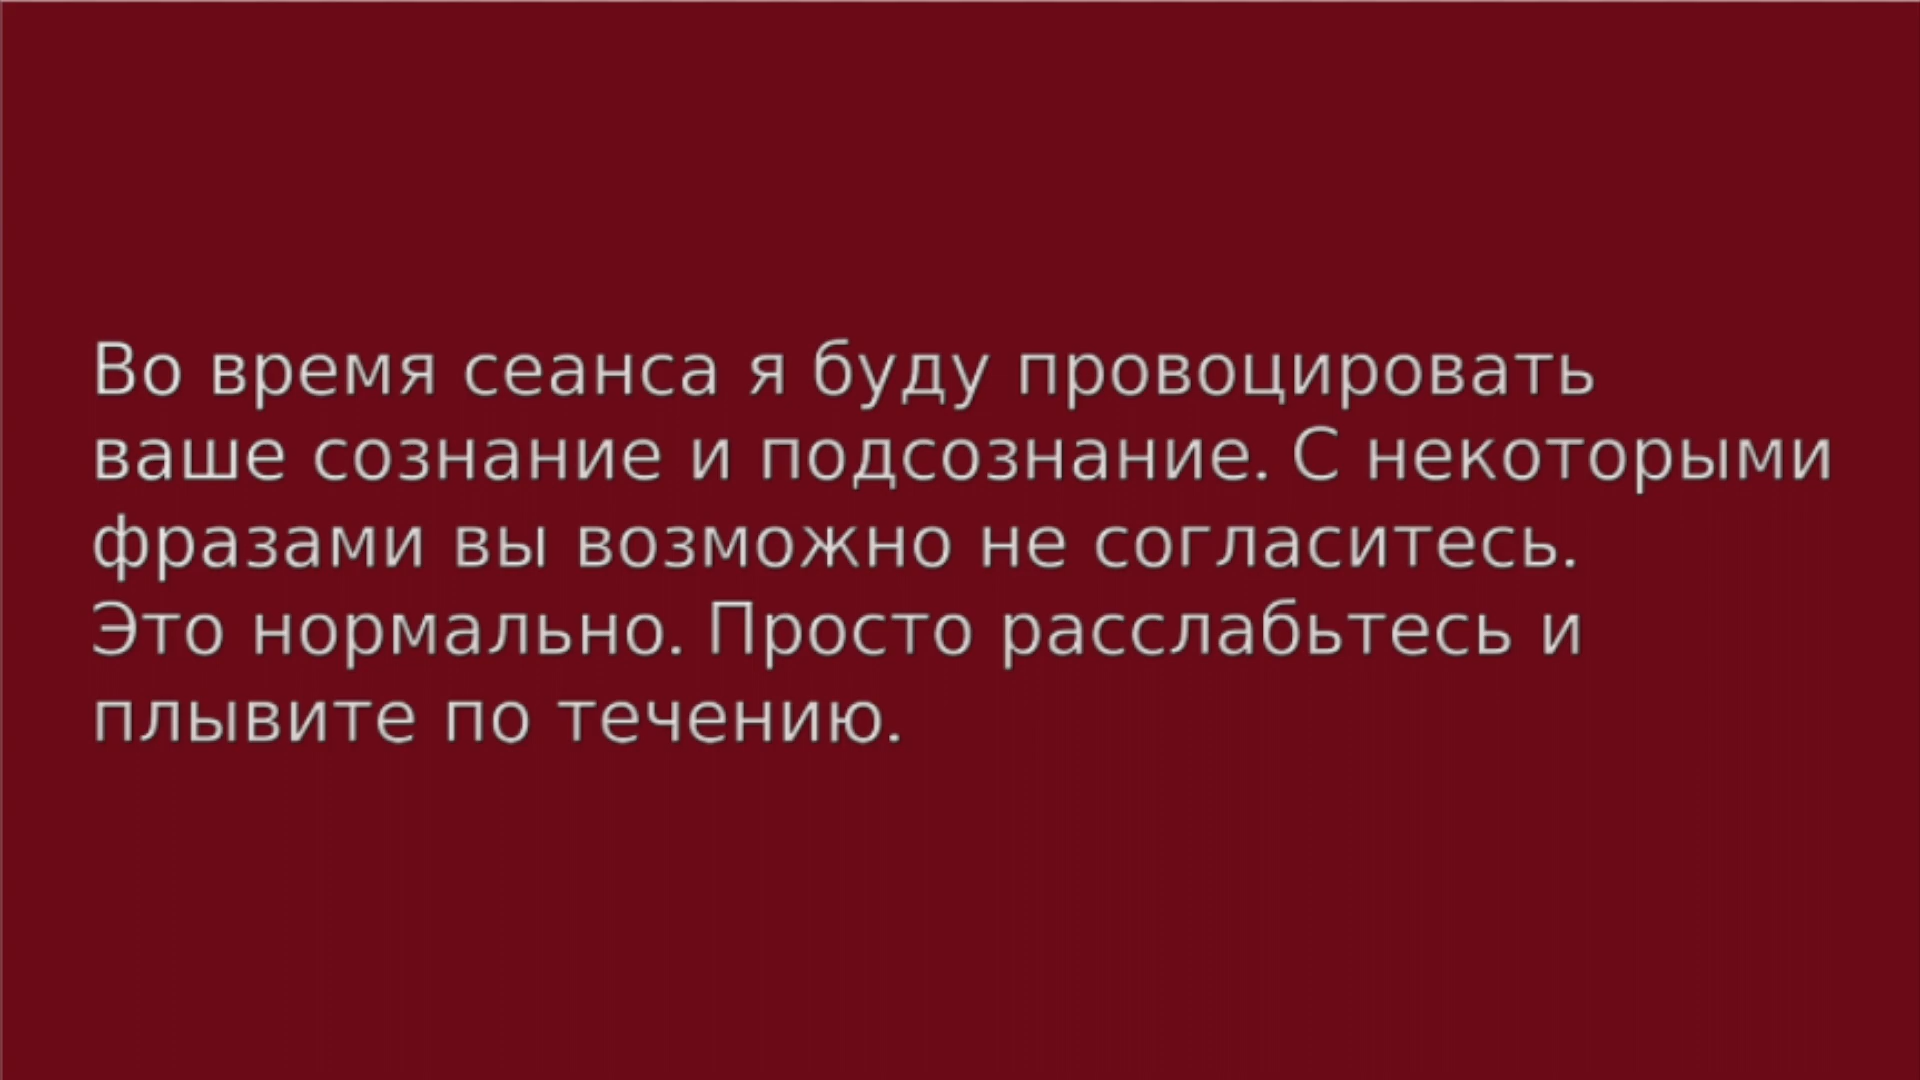 Во время сеанса я буду провоцировать
ваше сознание и подсознание. С некоторыми
фразами вы возможно не согласитесь.
Это нормально. Просто расслабьтесь и
плывите по течению.